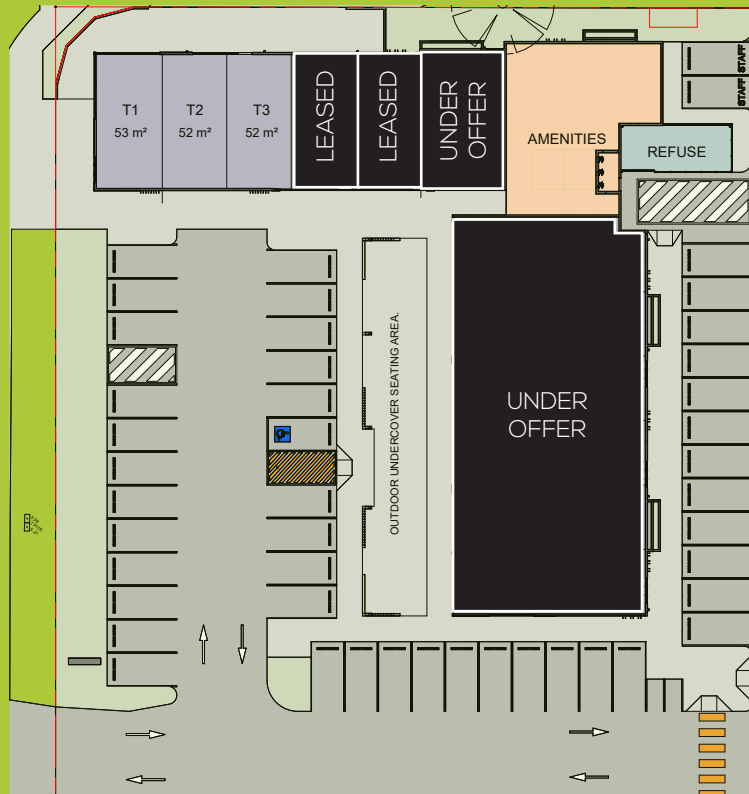 T1
53 m²
T2
52 m²
T3
52 m²
LEASED
LEASED
UNDER
OFFER
AMENITIES
REFUSE
STAFF
STAFF
OUTDOOR UNDERCOVER SEATING AREA.
UNDER
OFFER